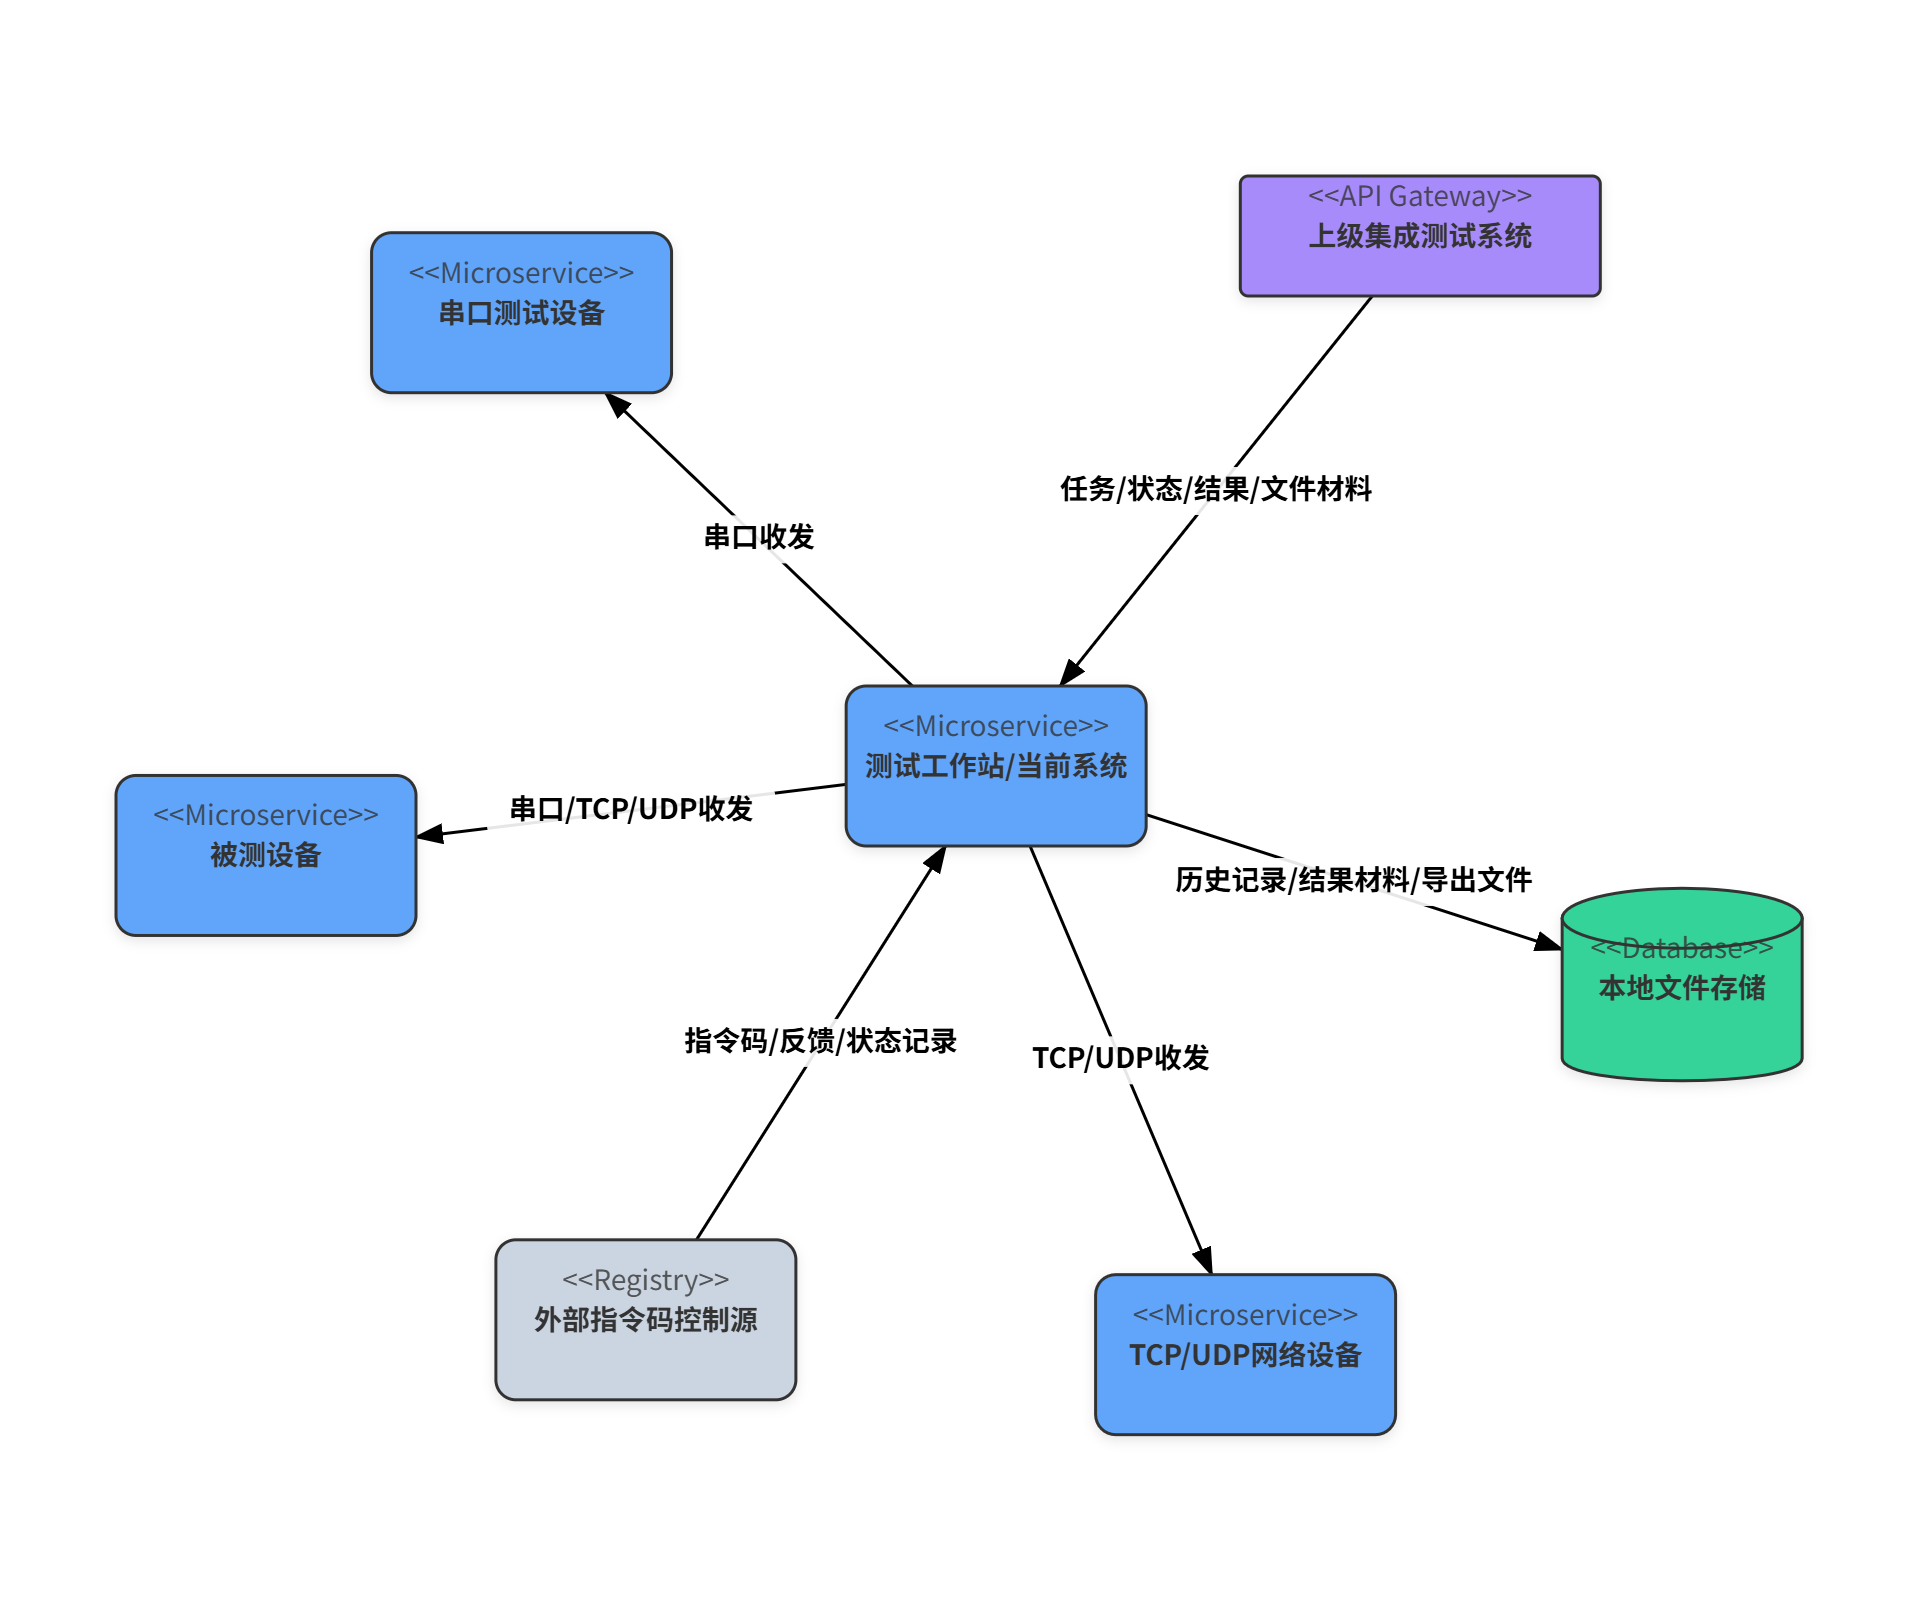 <<API Gateway>>
上级集成测试系统
<<Microservice>>
串口测试设备
任务/状态/结果/文件材料
串口收发
<<Microservice>>
测试工作站/当前系统
串口/TCP/UDP收发
<<Microservice>>
被测设备
历史记录/结果材料/导出文件
<<Database>>
本地文件存储
指令码/反馈/状态记录
TCP/UDP收发
<<Registry>>
外部指令码控制源
<<Microservice>>
TCP/UDP网络设备